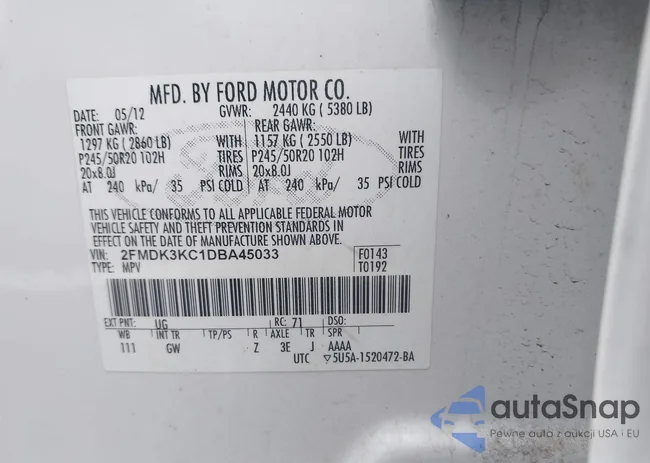 MFD. BY FORD MOTOR CO.
DATE: 05/12 GVWR: 2440 KG ( 5380 LB)
FRONT GAWR: REAR GAWR:
1297 KG ( 2860 LB) WITH 1157 KG ( 2550 LB) WITH
P245/50R20 102H TIRES P245/50R20 102H TIRES
20x8.0J RIMS 20x8.0J RIMS
AT 240 kPa/ 35 PSI COLD AT 240 kPa/ 35 PSI COLD
THIS VEHICLE CONFORMS TO ALL APPLICABLE FEDERAL MOTOR
VEHICLE SAFETY AND THEFT PREVENTION STANDARDS IN
EFFECT ON THE DATE OF MANUFACTURE SHOWN ABOVE.
VIN: 2FMDK3KC1DBA45033 F0143
TYPE: MPV T0192
EXT PNT: UG RC: 71 DSO:
WB INT TR TP/PS R AXLE TR SPR
111 GW Z 3E J AAAA
UTC ▽5U5A-1520472-BA
autaSnap
Pewne auta z aukcji USA i EU